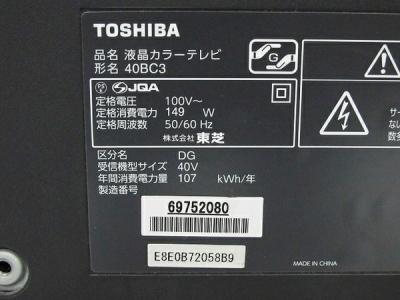 TOSHIBA
品名 液晶カラーテレビ
形名 40BC3
G
PS E JQA
定格電圧 100V～
定格消費電力 149 W
定格周波数 50/60 Hz
株式会社 東芝
区分名 DG
受信機型サイズ 40V
年間消費電力量 107 kWh/年
製造番号
69752080
E8E0B72058B9
サー
MADE IN CHINA